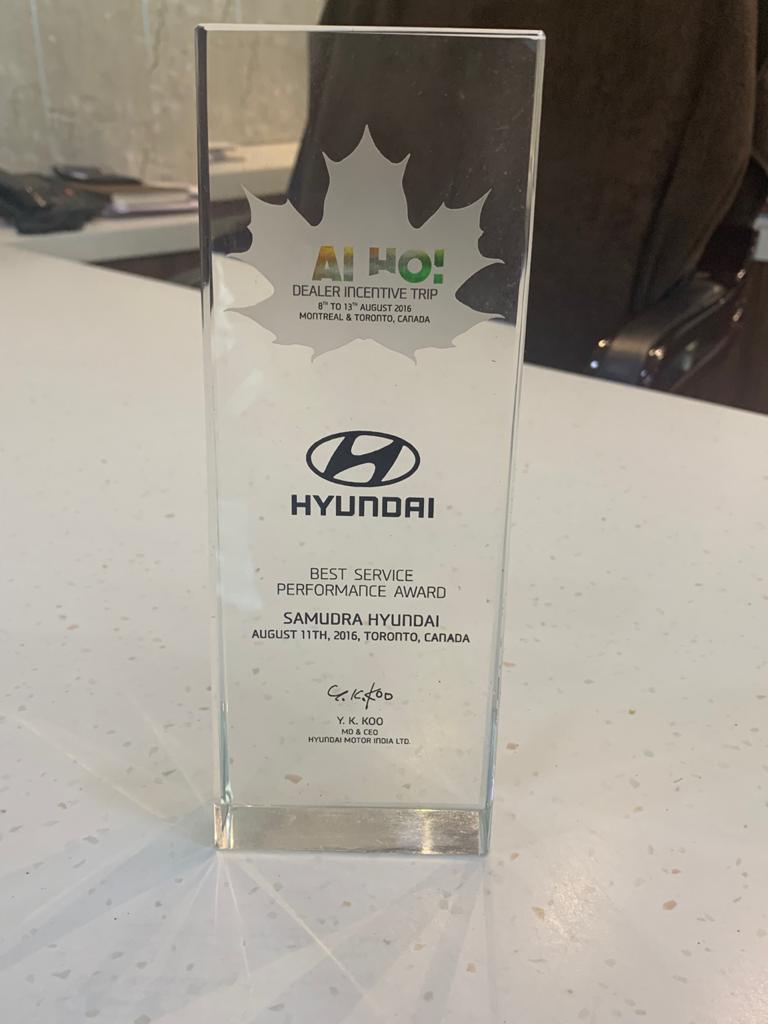 AI HO!
DEALER INCENTIVE TRIP
8TH TO 13TH AUGUST 2016
MONTREAL & TORONTO, CANADA
HYUNDAI
BEST SERVICE
PERFORMANCE AWARD
SAMUDRA HYUNDAI
AUGUST 11TH, 2016, TORONTO, CANADA
Y. K. Koo
Y. K. KOO
MD & CEO
HYUNDAI MOTOR INDIA LTD.